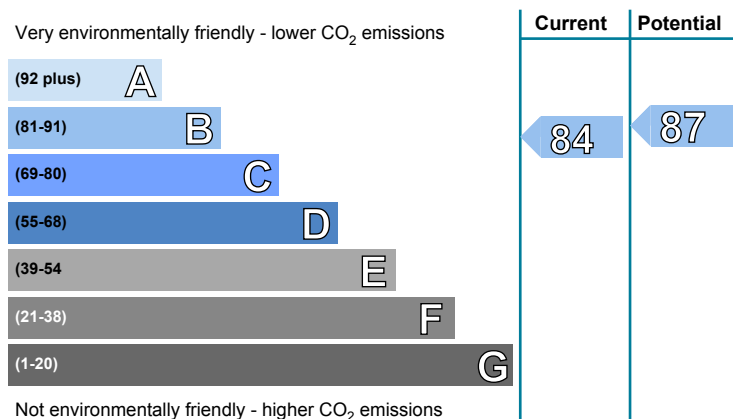 Very environmentally friendly - lower CO2 emissions
Current
Potential
(92 plus) A
(81-91) B
84
87
(69-80) C
(55-68) D
(39-54 E
(21-38) F
(1-20) G
Not environmentally friendly - higher CO2 emissions